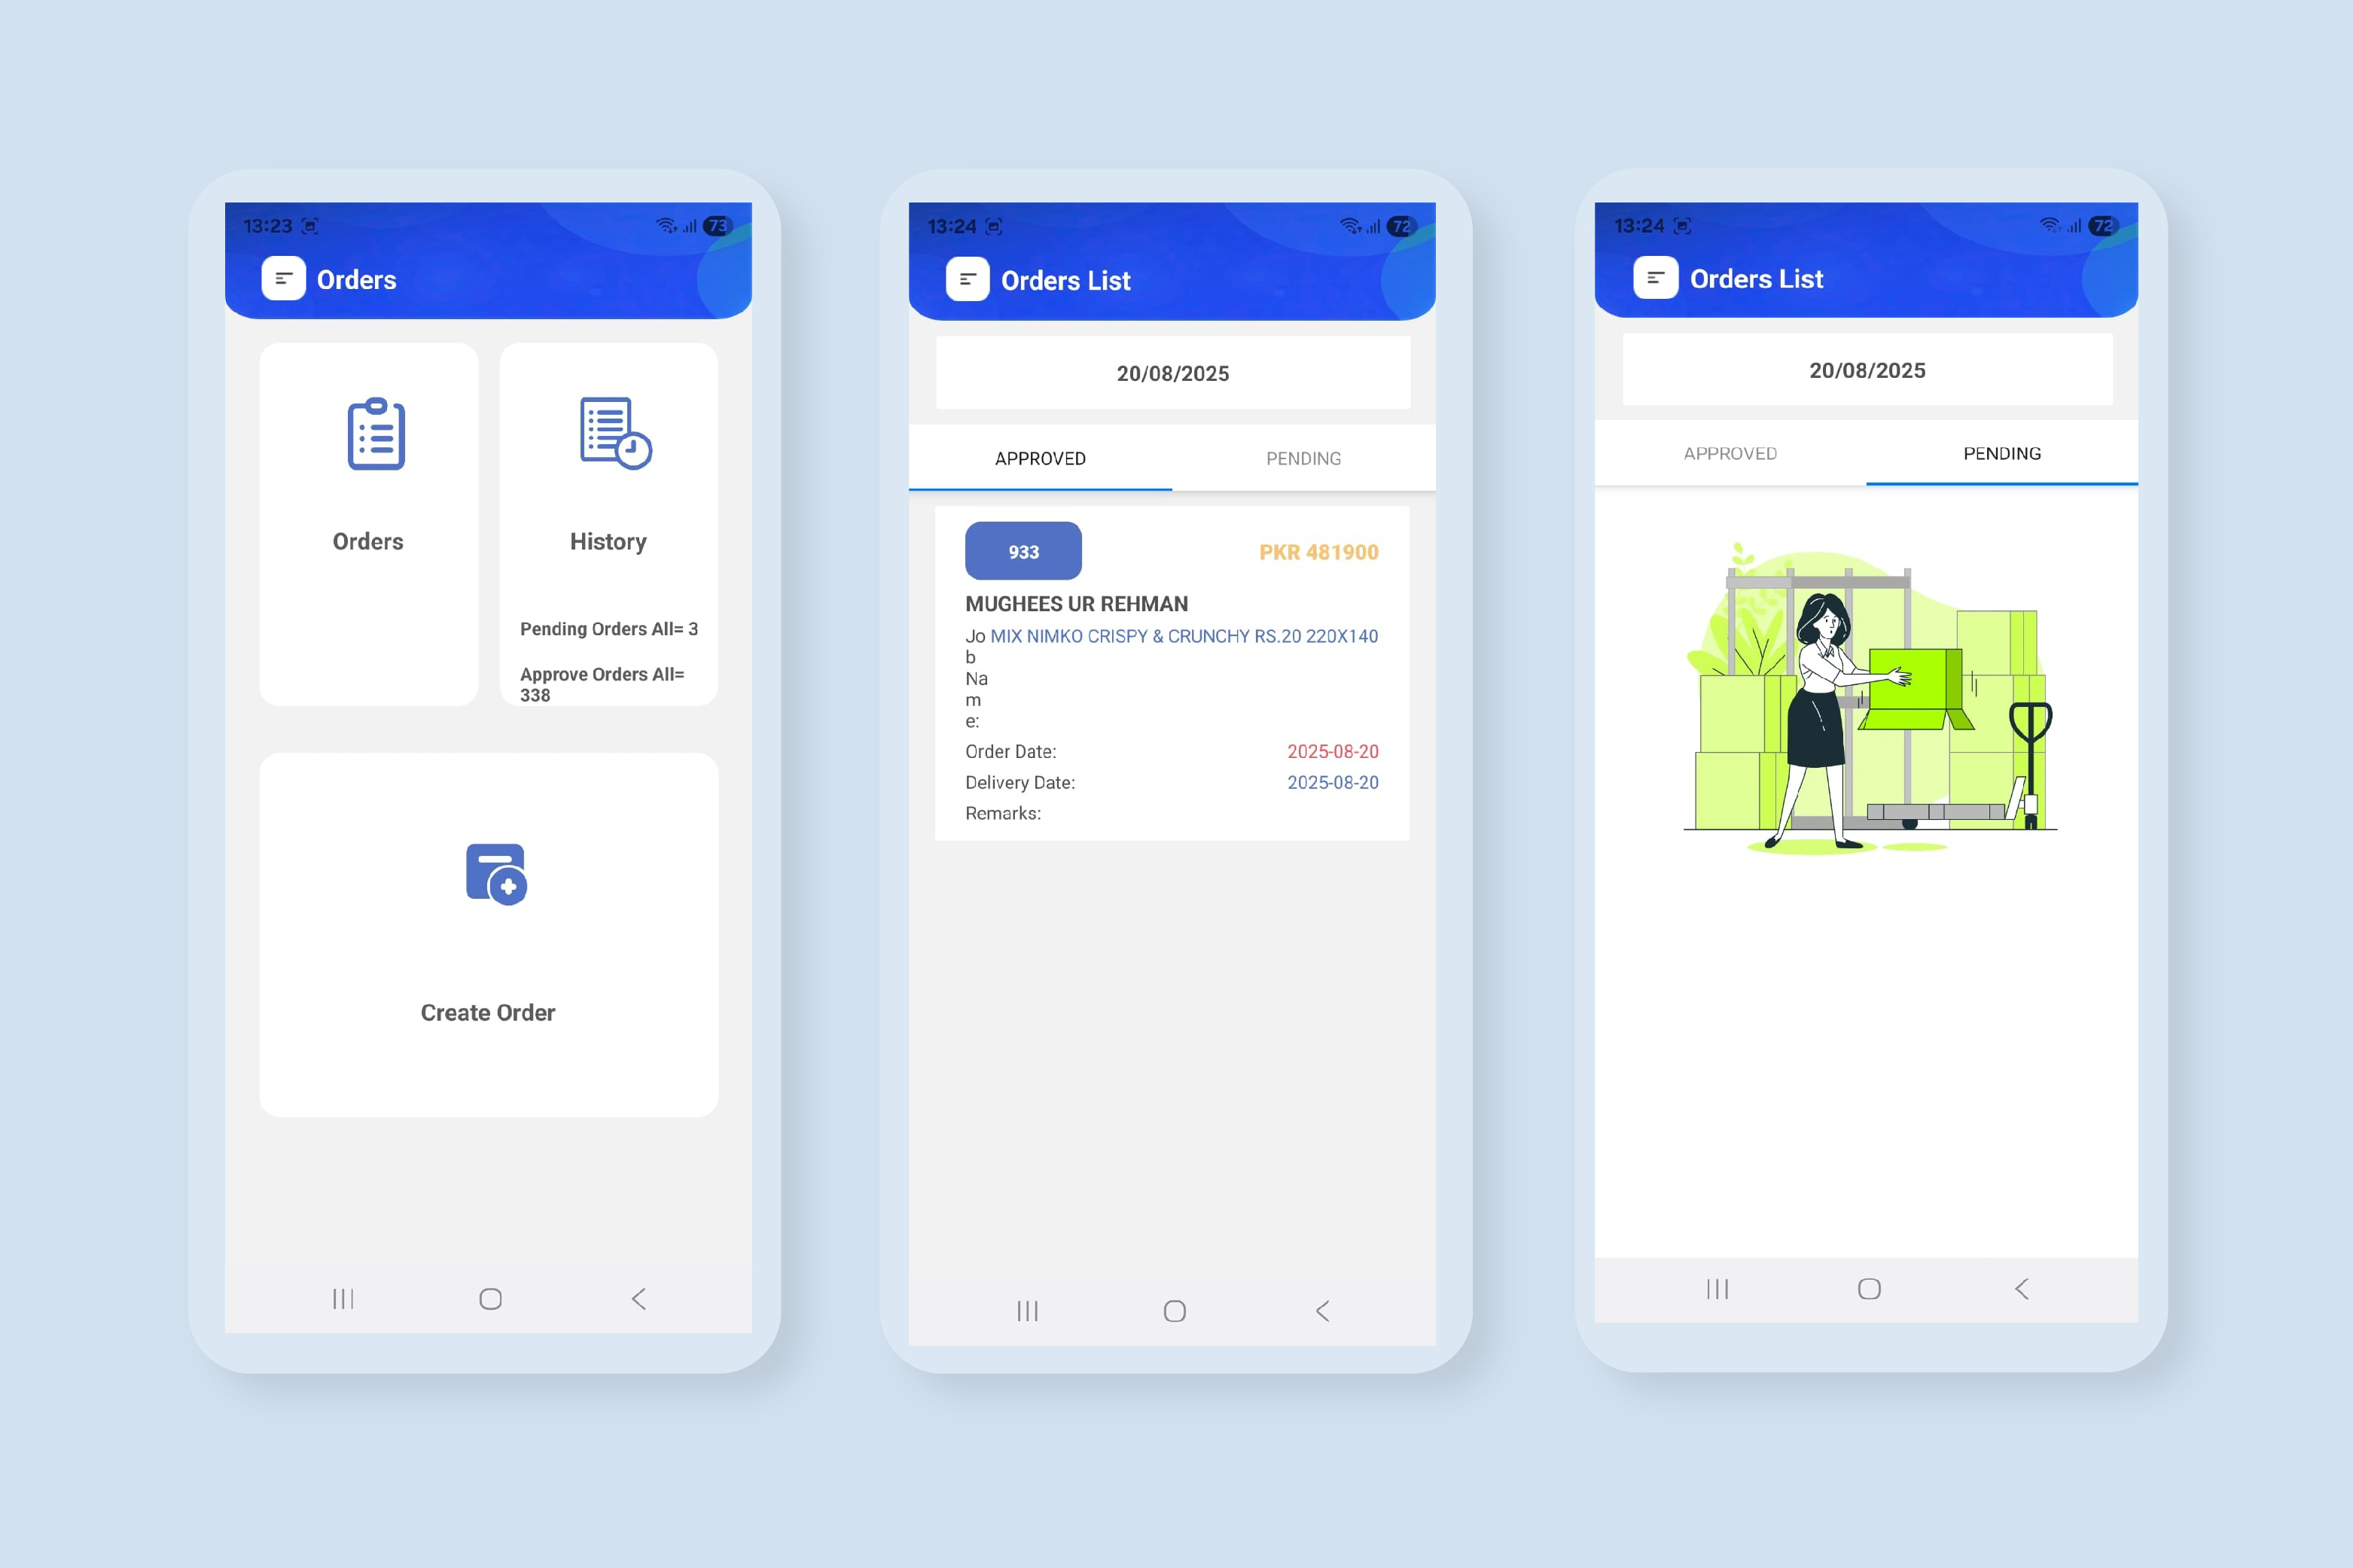 13:23
73
Orders
Orders
History
Pending Orders All= 3
Approve Orders All=
338
Create Order
13:24
72
Orders List
20/08/2025
APPROVED PENDING
933
PKR 481900
MUGHEES UR REHMAN
Jo MIX NIMKO CRISPY & CRUNCHY RS.20 220X140
b
Na
m
e:
Order Date: 2025-08-20
Delivery Date: 2025-08-20
Remarks:
13:24
72
Orders List
20/08/2025
APPROVED PENDING